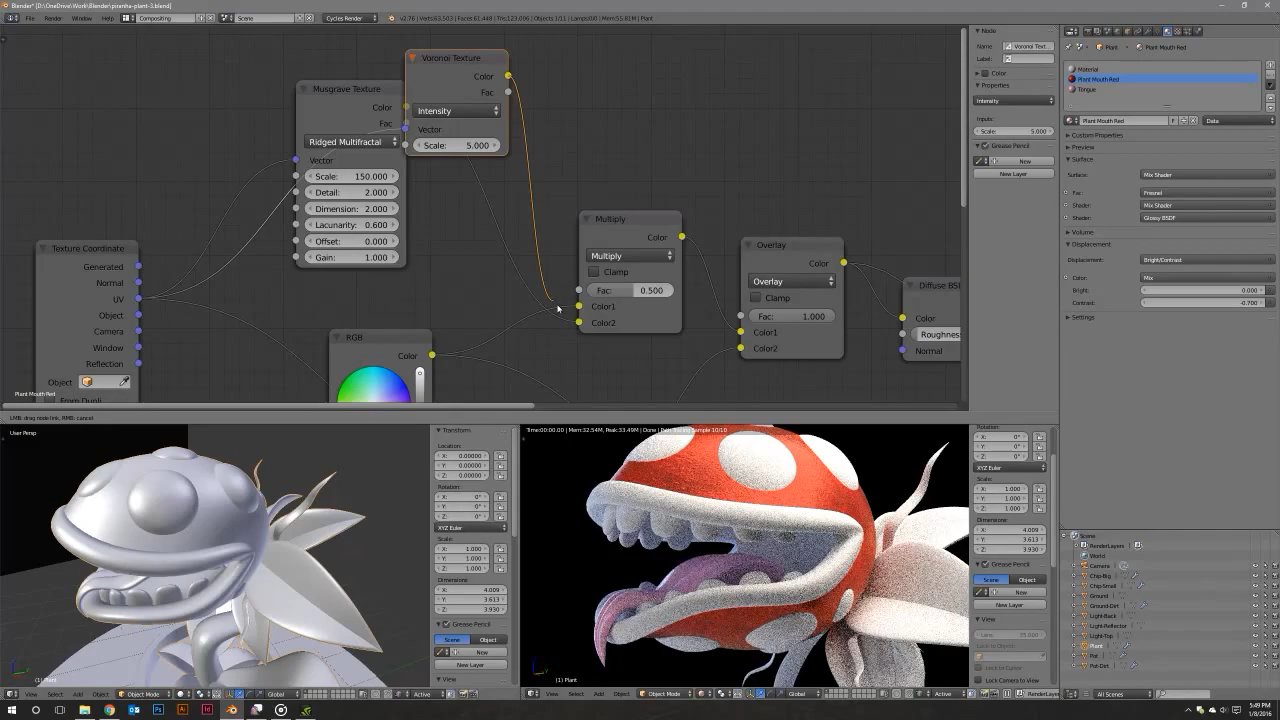 Blender* [D:\OneDrive\Work\Blender\piranha-plant-3.blend]
File Render Window Help Compositing Scene Cycles Render v2.76 | Verts:63,503 | Faces:61,448 | Tris:123,006 | Objects:1/11 | Lamps:0/0 | Mem:55.81M | Plant
Voronoi Texture
Color
Fac
Intensity
Vector
Scale: 5.000
Musgrave Texture
Color
Fac
Ridged Multifractal
Vector
Scale: 150.000
Detail: 2.000
Dimension: 2.000
Lacunarity: 0.600
Offset: 0.000
Gain: 1.000
Texture Coordinate
Generated
Normal
UV
Object
Camera
Window
Reflection
Object
From Dupli
RGB
Color
Multiply
Color
Multiply
Clamp
Fac: 0.500
Color1
Color2
Overlay
Color
Overlay
Clamp
Fac: 1.000
Color1
Color2
Diffuse BSD
Color
Roughness
Normal
Plant Mouth Red
LMB: drag node link, RMB: cancel
Node
Name Voronoi Text...
Label:
Color
Properties
Intensity
Inputs:
Scale: 5.000
Grease Pencil
New
New Layer
Plant Plant Mouth Red
Material
Plant Mouth Red
Tongue
Plant Mouth Red F Data
Custom Properties
Preview
Surface
Surface: Mix Shader
Fac: Fresnel
Shader: Mix Shader
Shader: Glossy BSDF
Volume
Displacement
Displacement: Bright/Contrast
Color: Mix
Bright: 0.000
Contrast: -0.700
Settings
User Persp
(1) Plant
Transform
Location:
X: 0.00000
Y: 0.00000
Z: 0.00000
Rotation:
X: 0°
Y: 0°
Z: 0°
XYZ Euler
Scale:
X: 1.000
Y: 1.000
Z: 1.000
Dimensions:
X: 4.009
Y: 3.613
Z: 3.930
Grease Pencil
Scene Object
New
New Layer
View
Time:00:00.00 | Mem:32.54M, Peak:33.49M | Done | Path Tracing Sample 10/10
(1) Plant
Rotation:
X: 0°
Y: 0°
Z: 0°
XYZ Euler
Scale:
X: 1.000
Y: 1.000
Z: 1.000
Dimensions:
X: 4.009
Y: 3.613
Z: 3.930
Grease Pencil
Scene Object
New
New Layer
View
Lock to Object:
Lock to Cursor
Lock Camera to View
Scene
RenderLayers
World
Camera
Chip-Big
Chip-Small
Ground
Ground-Dirt
Light-Back
Light-Reflector
Light-Top
Plant
Pot
Pot-Dirt
View Select Add Object Object Mode Global Active
View Select Add Object Object Mode Global Active RenderLayer
View Search All Scenes
5:49 PM
1/8/2016